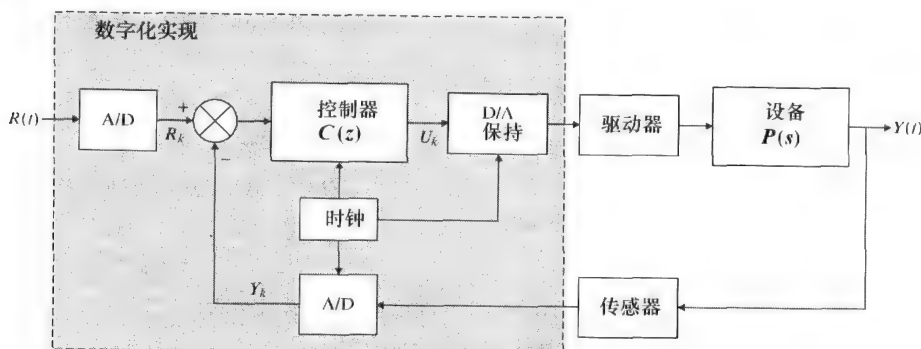 数字化实现
R(t)
A/D
+
R_k
−
控制器
C(z)
U_k
D/A
保持
驱动器
设备
P(s)
Y(t)
时钟
Y_k
A/D
传感器